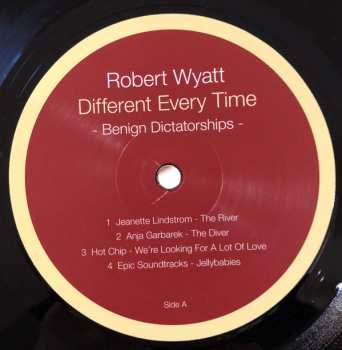 Robert Wyatt
Different Every Time
- Benign Dictatorships -
1 Jeanette Lindstrom - The River
2 Anja Garbarek - The Diver
3 Hot Chip - We're Looking For A Lot Of Love
4 Epic Soundtracks - Jellybabies
Side A